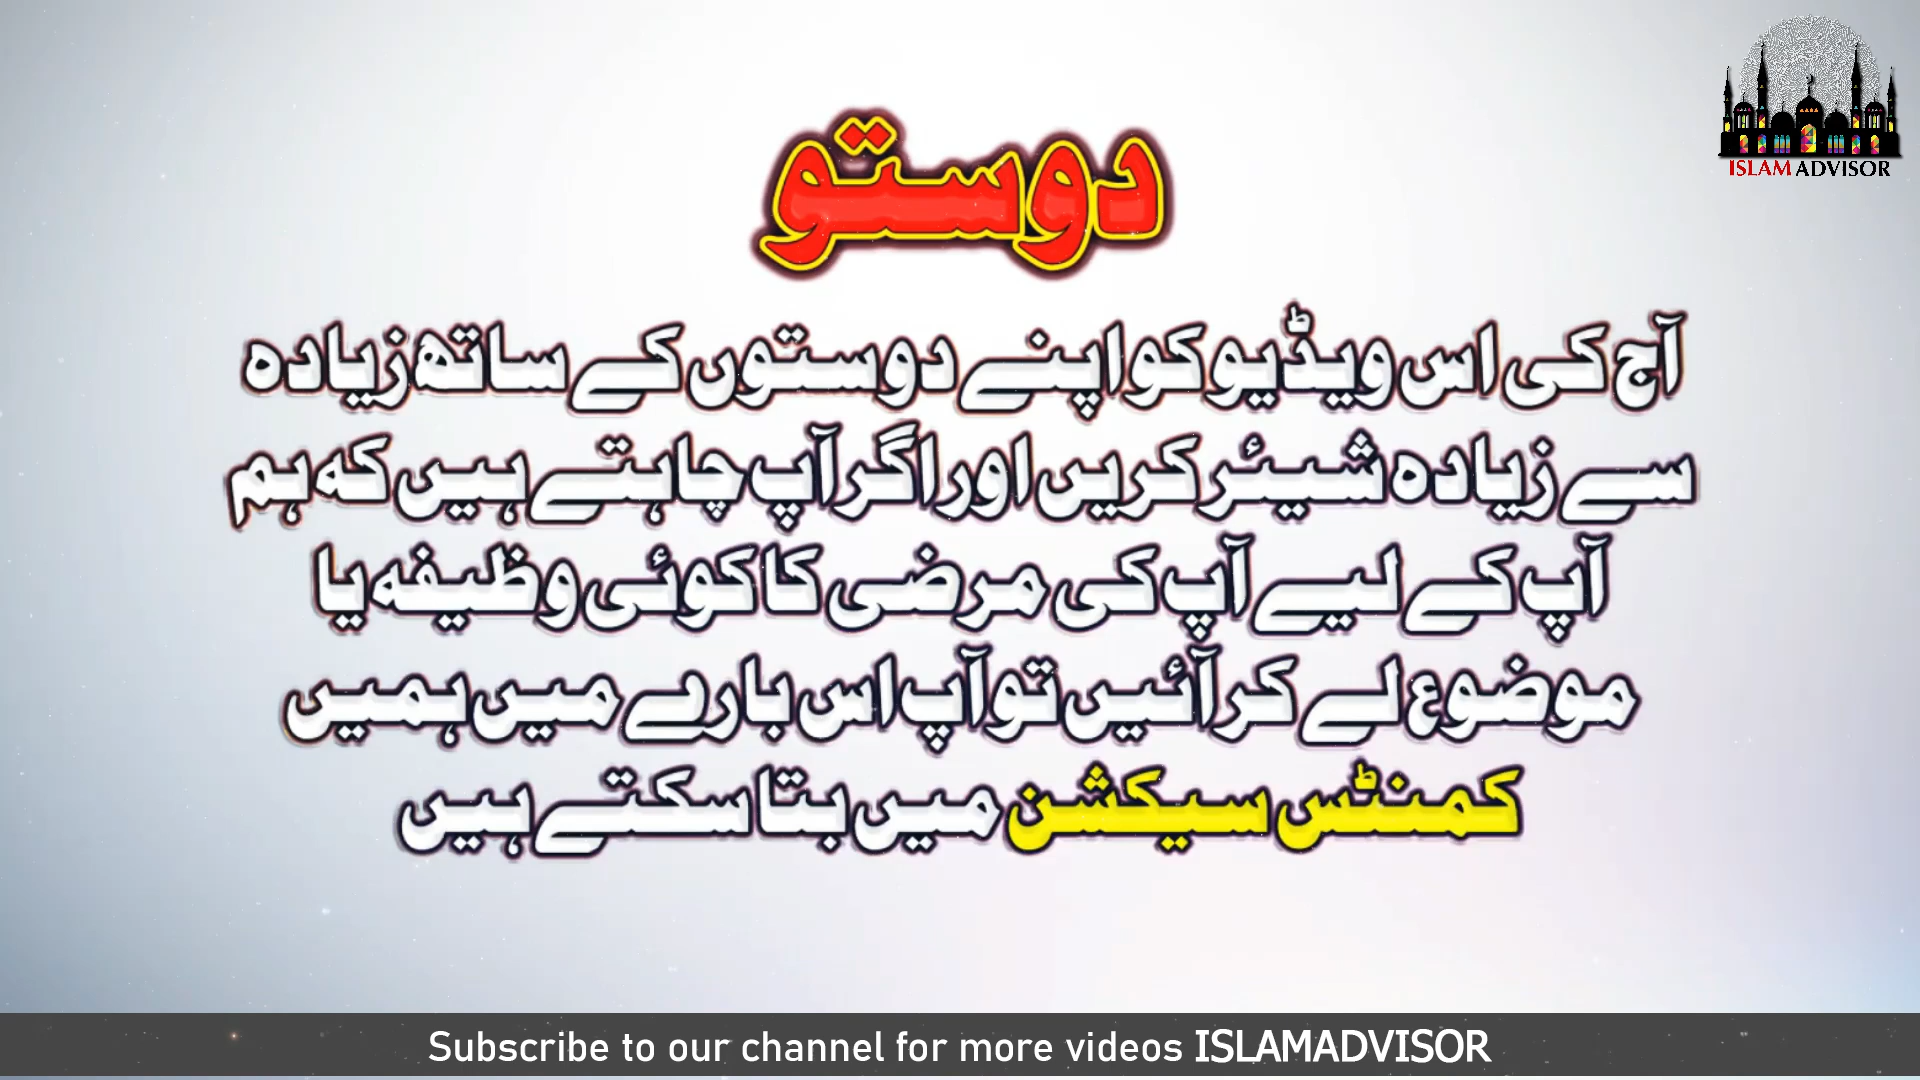 ISLAM ADVISOR
دوستو
آج کی اس ویڈیو کو اپنے دوستوں کے ساتھ زیادہ
سے زیادہ شیئر کریں اور اگر آپ چاہتے ہیں کہ ہم
آپ کے لیے آپ کی مرضی کا کوئی وظیفہ یا
موضوع لے کر آئیں تو آپ اس بارے میں ہمیں
کمنٹس سیکشن میں بتا سکتے ہیں
Subscribe to our channel for more videos ISLAMADVISOR